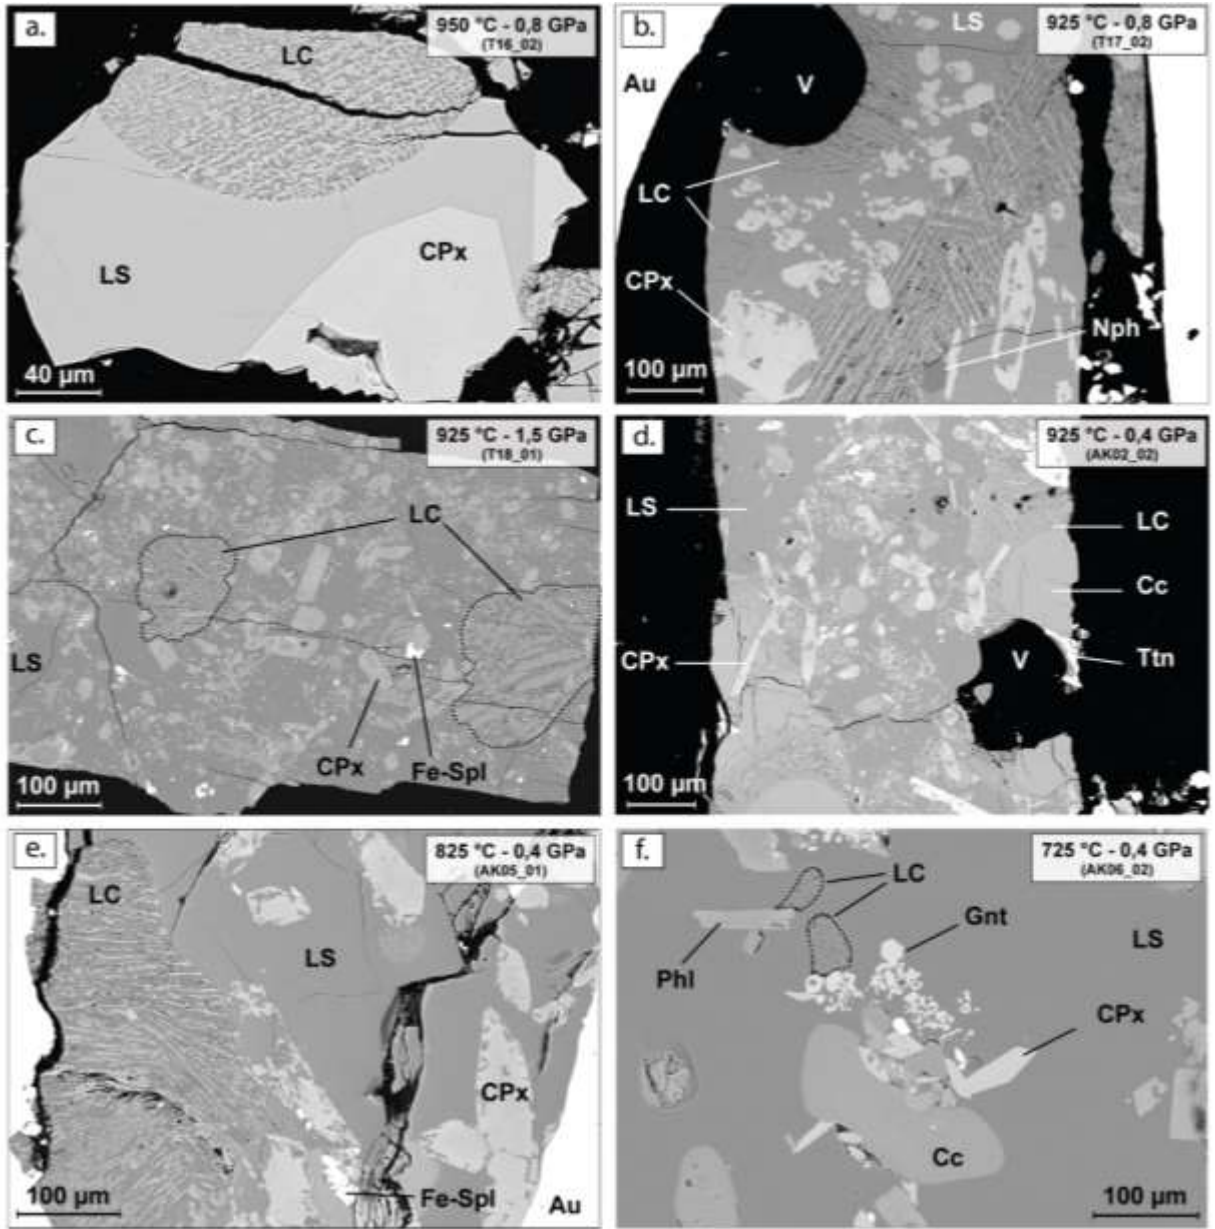 a.
950 °C - 0,8 GPa
(T16_02)
LC
LS
CPx
40 µm
b.
925 °C - 0,8 GPa
(T17_02)
LS
Au
V
LC
CPx
Nph
100 µm
c.
925 °C - 1,5 GPa
(T18_01)
LC
LS
CPx
Fe-Spl
100 µm
d.
925 °C - 0,4 GPa
(AK02_02)
LS
LC
Cc
CPx
V
Ttn
100 µm
e.
825 °C - 0,4 GPa
(AK05_01)
LC
LS
CPx
Fe-Spl
Au
100 µm
f.
725 °C - 0,4 GPa
(AK06_02)
LC
Gnt
LS
Phl
CPx
Cc
100 µm